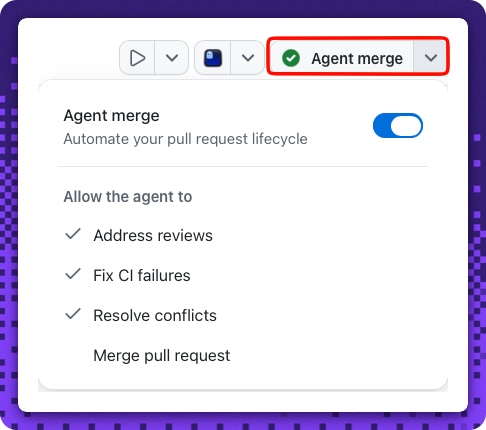 Agent merge
Agent merge
Automate your pull request lifecycle
Allow the agent to
Address reviews
Fix CI failures
Resolve conflicts
Merge pull request